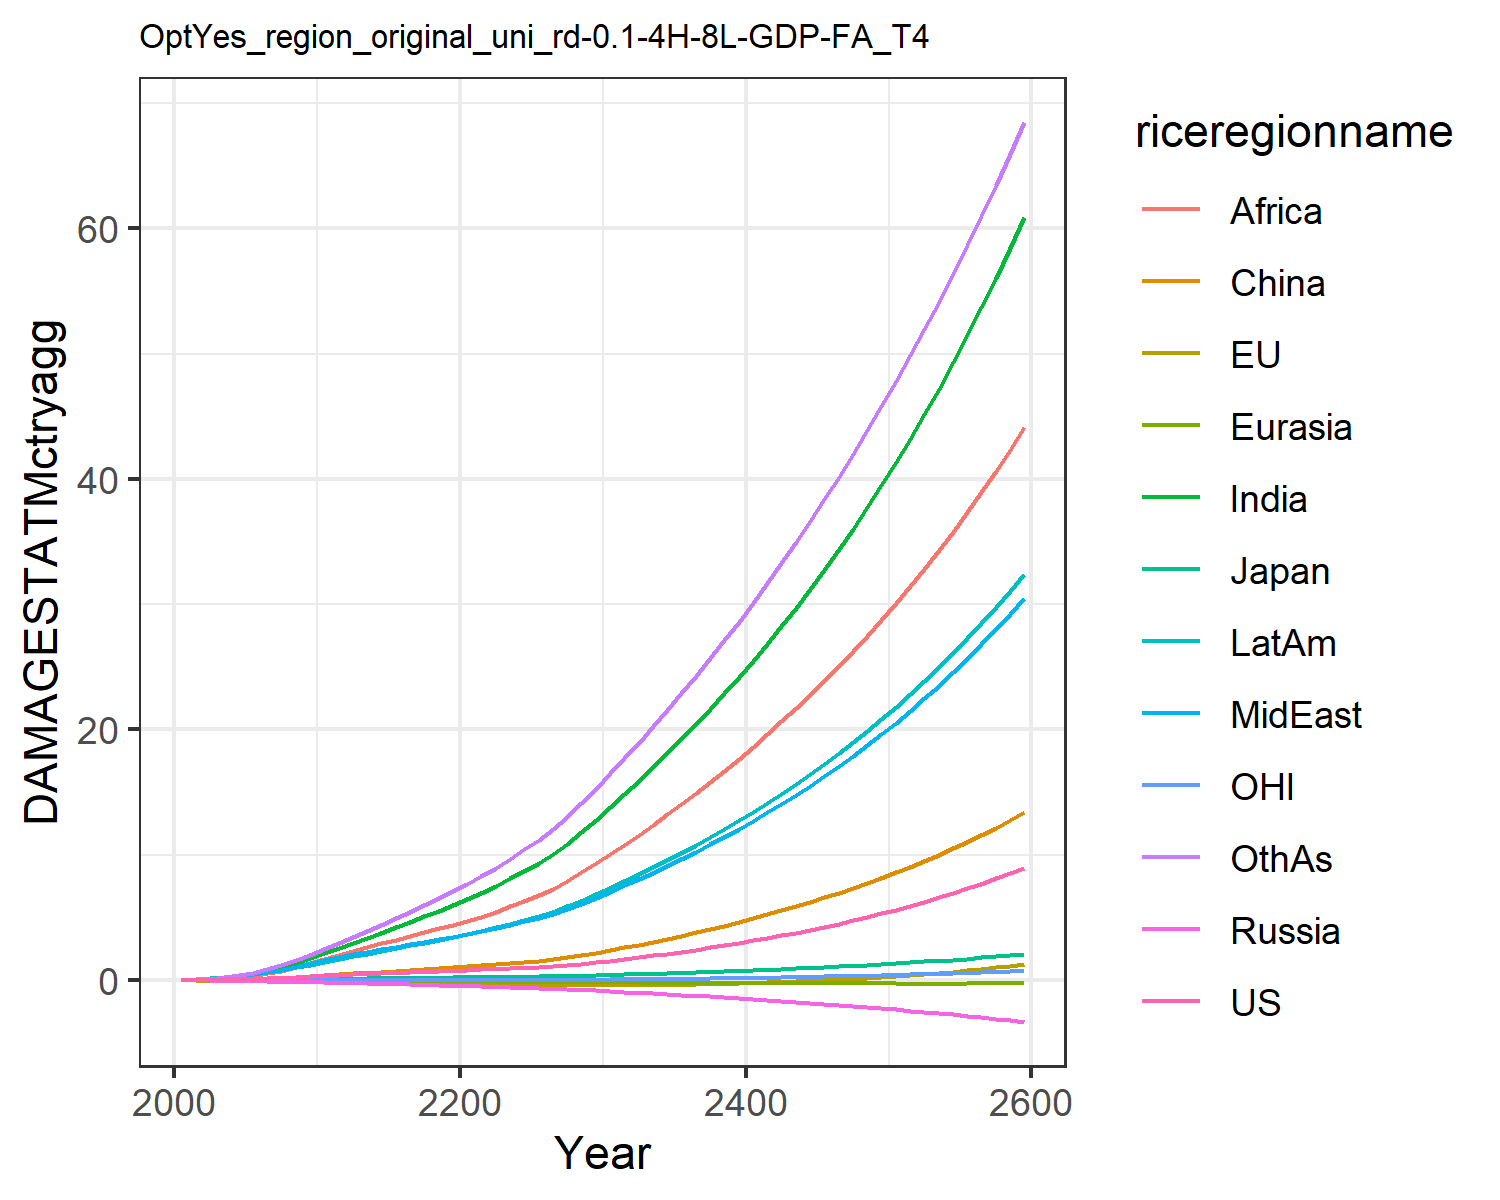 OptYes_region_original_uni_rd-0.1-4H-8L-GDP-FA_T4
DAMAGESTATMctryagg
60
40
20
0
2000
2200
2400
2600
Year
riceregionname
Africa
China
EU
Eurasia
India
Japan
LatAm
MidEast
OHI
OthAs
Russia
US